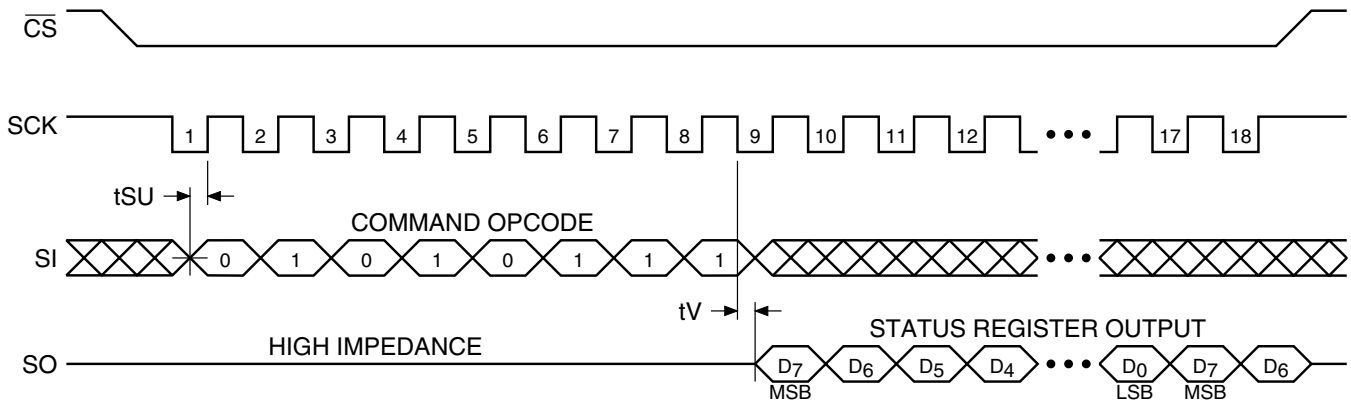 CS
SCK 1 2 3 4 5 6 7 8 9 10 11 12 • • • 17 18
tSU
COMMAND OPCODE
SI 0 1 0 1 0 1 1 1 • • •
tV
STATUS REGISTER OUTPUT
HIGH IMPEDANCE
SO D7 D6 D5 D4 • • • D0 D7 D6
MSB LSB MSB